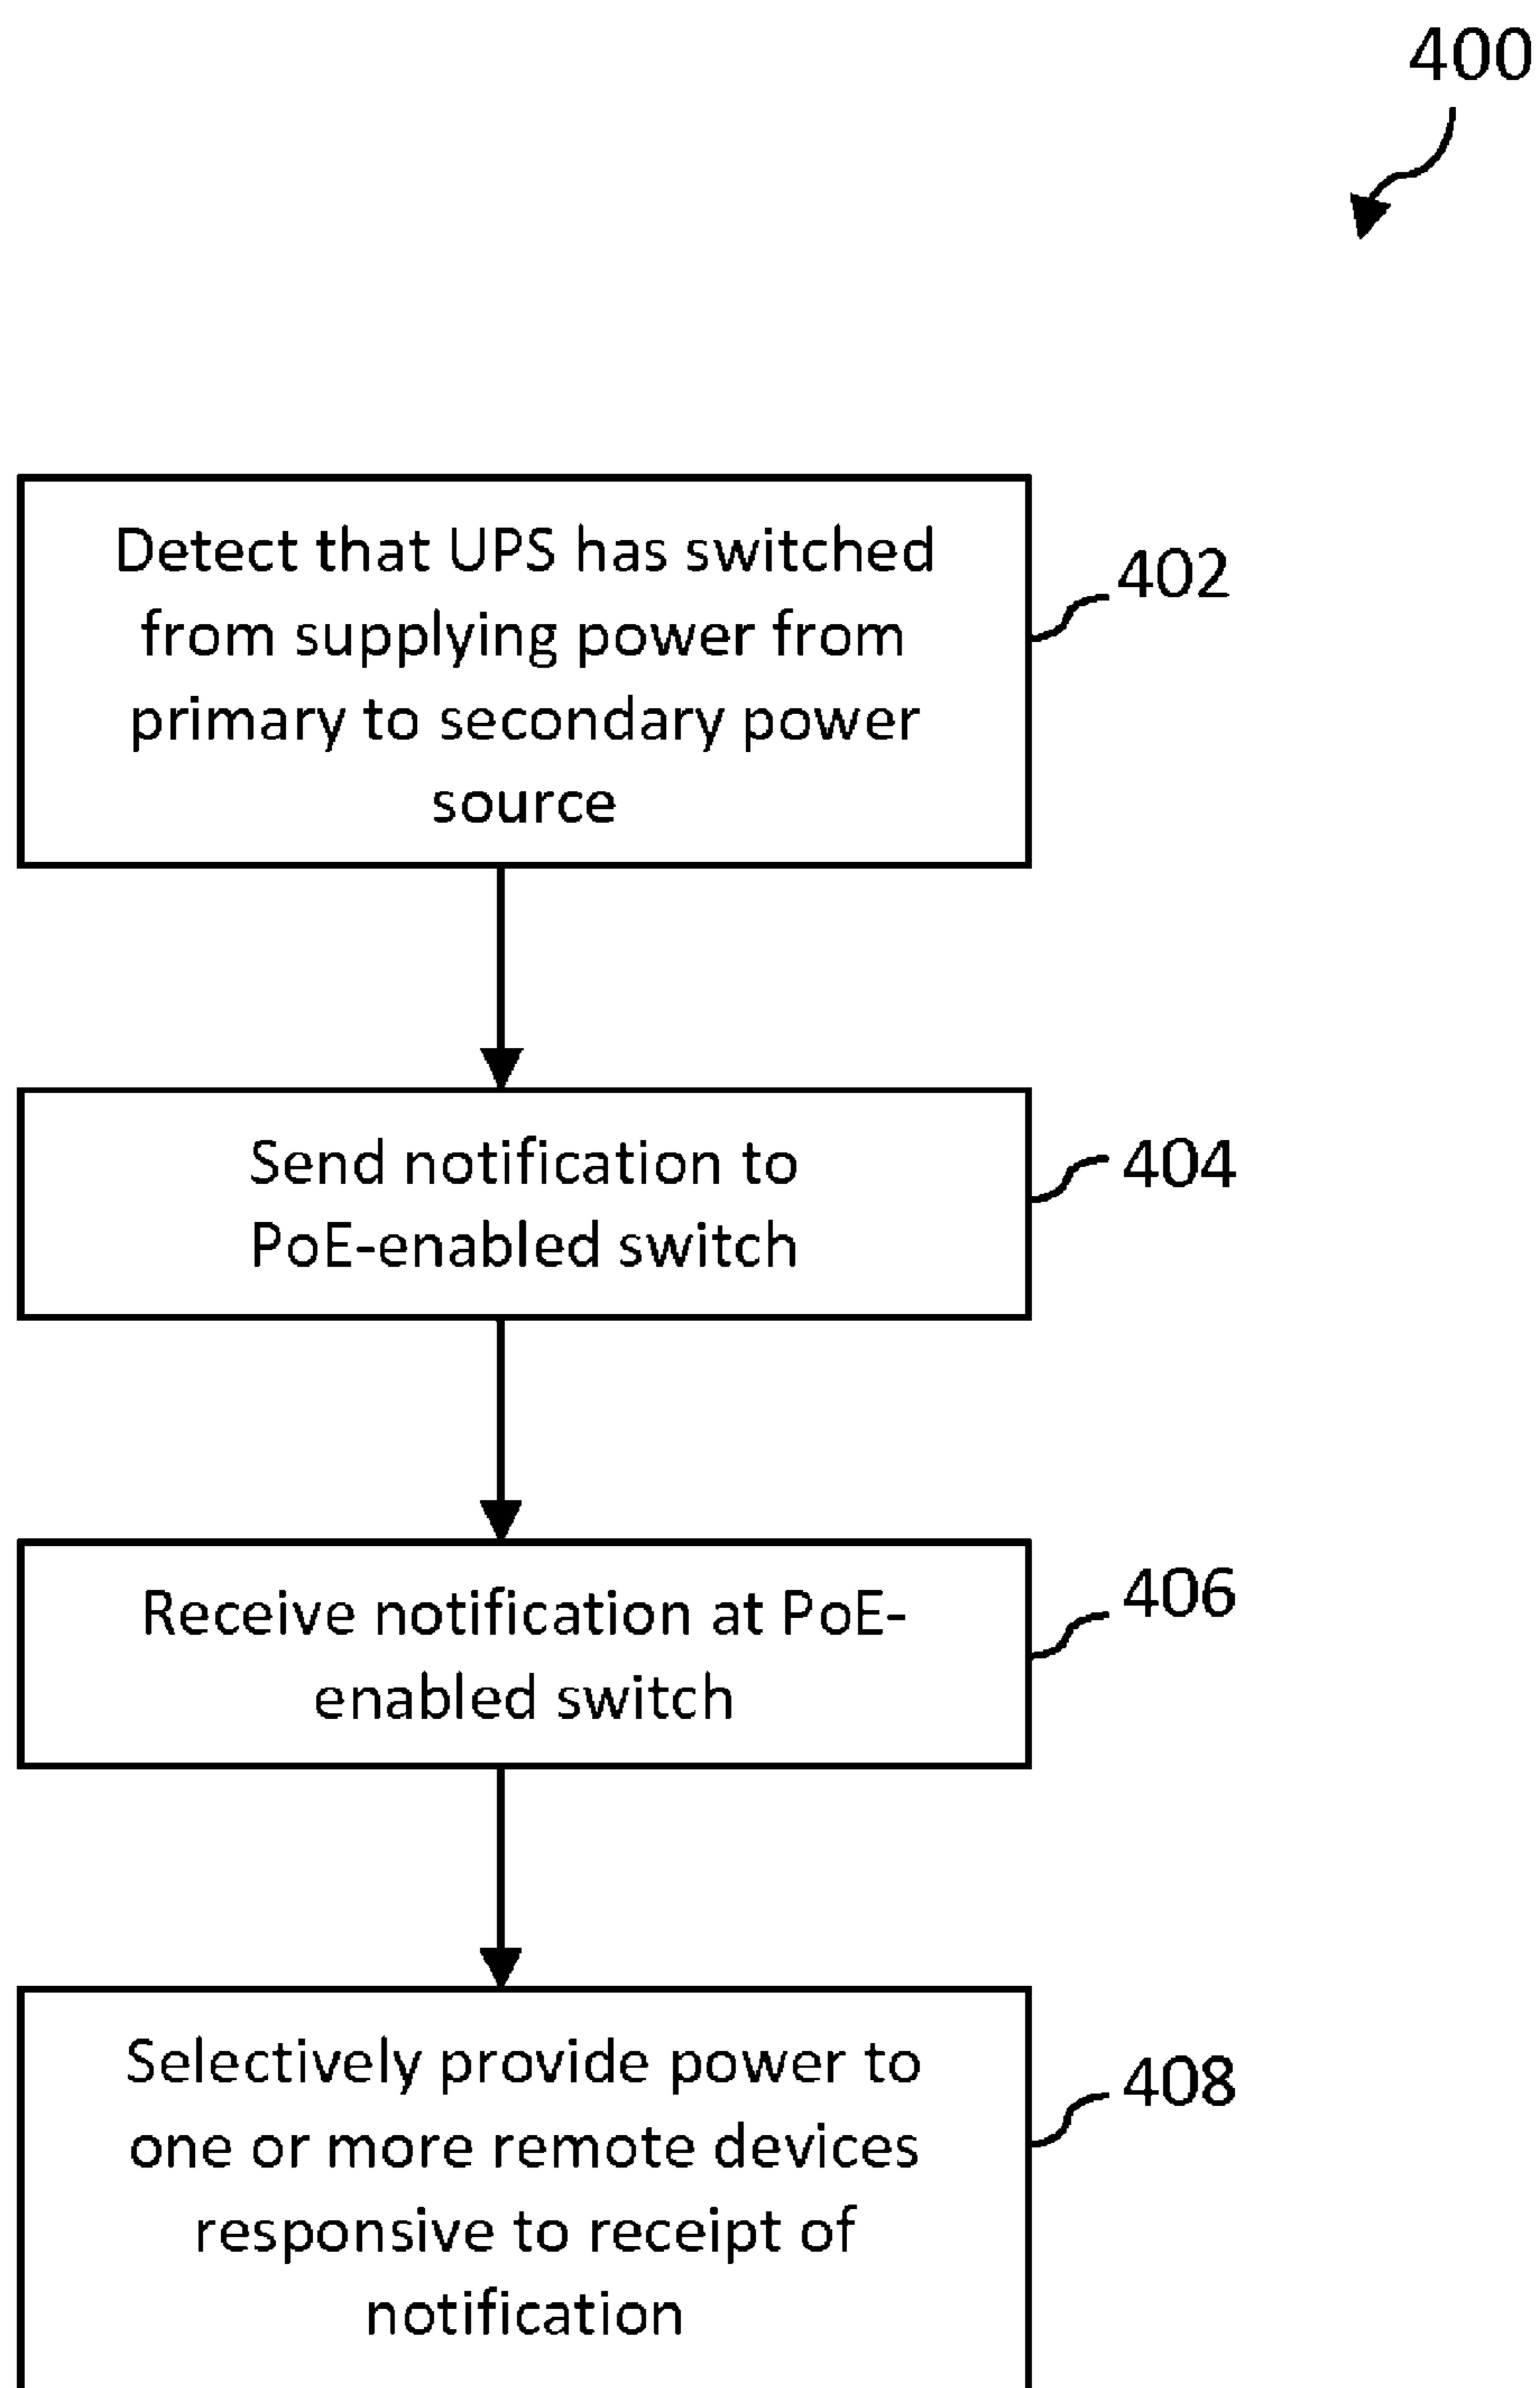 400
Detect that UPS has switched
from supplying power from
primary to secondary power
source
402
Send notification to
PoE-enabled switch
404
Receive notification at PoE-
enabled switch
406
Selectively provide power to
one or more remote devices
responsive to receipt of
notification
408